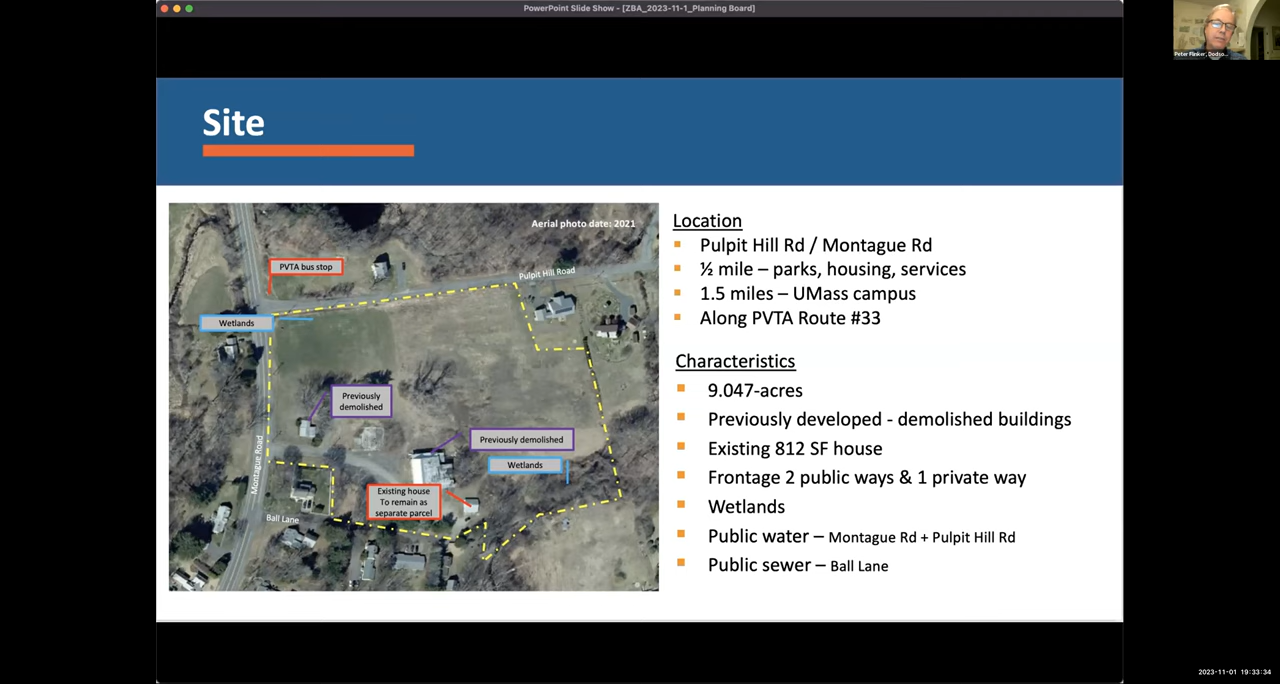 PowerPoint Slide Show - [ZBA_2023-11-1_Planning Board]
Peter Flinker, Dodso...
Site
Aerial photo date: 2021
PVTA bus stop
Pulpit Hill Road
Wetlands
Previously
demolished
Previously demolished
Wetlands
Montague Road
Existing house
To remain as
separate parcel
Ball Lane
Location
Pulpit Hill Rd / Montague Rd
½ mile – parks, housing, services
1.5 miles – UMass campus
Along PVTA Route #33
Characteristics
9.047-acres
Previously developed - demolished buildings
Existing 812 SF house
Frontage 2 public ways & 1 private way
Wetlands
Public water – Montague Rd + Pulpit Hill Rd
Public sewer – Ball Lane
2023-11-01 19:33:34